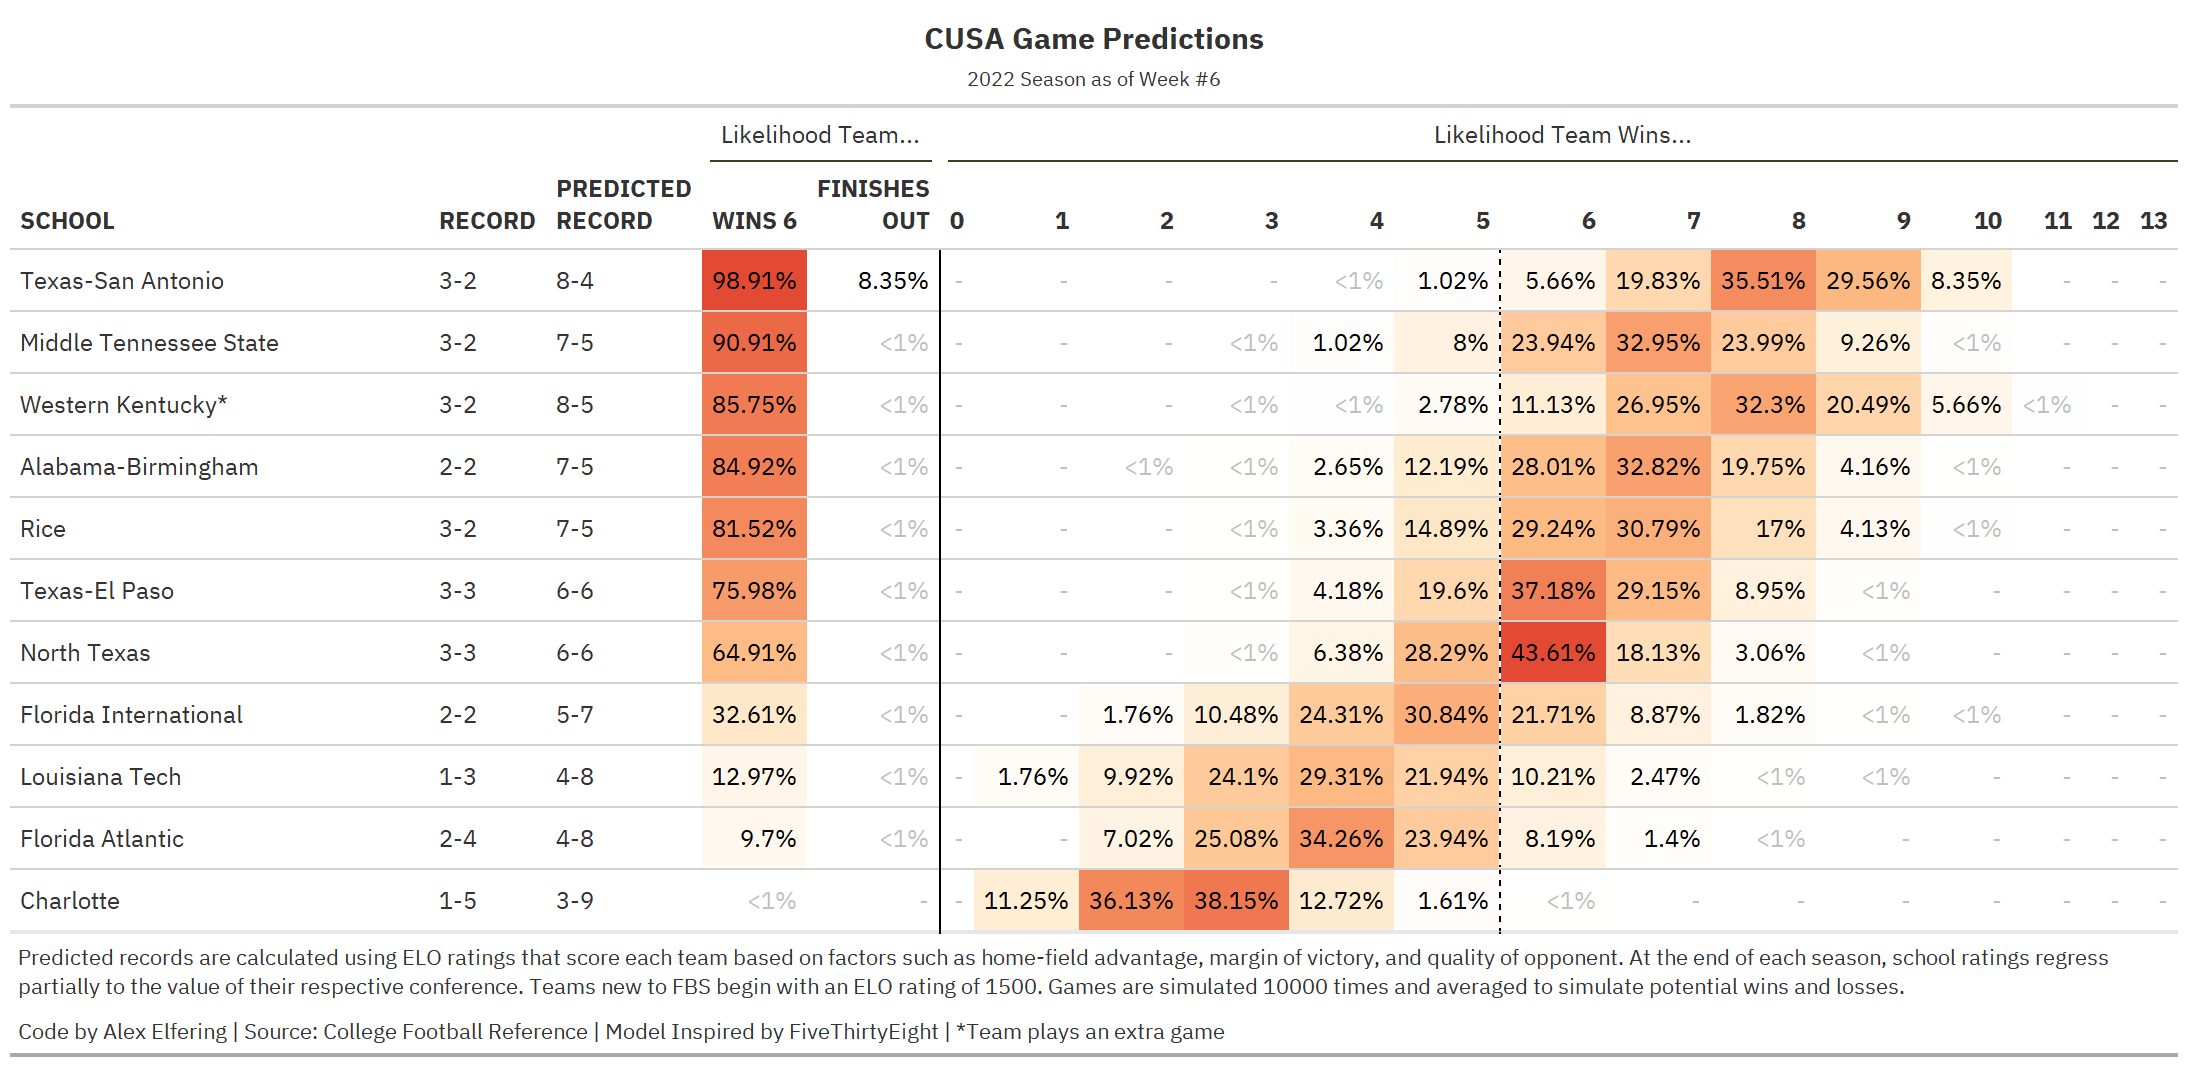 CUSA Game Predictions
2022 Season as of Week #6
Likelihood Team... Likelihood Team Wins...
SCHOOL RECORD PREDICTED RECORD WINS 6 FINISHES OUT 0 1 2 3 4 5 6 7 8 9 10 11 12 13
Texas-San Antonio 3-2 8-4 98.91% 8.35% - - - - <1% 1.02% 5.66% 19.83% 35.51% 29.56% 8.35% - - -
Middle Tennessee State 3-2 7-5 90.91% <1% - - - <1% 1.02% 8% 23.94% 32.95% 23.99% 9.26% <1% - - -
Western Kentucky* 3-2 8-5 85.75% <1% - - - <1% <1% 2.78% 11.13% 26.95% 32.3% 20.49% 5.66% <1% - -
Alabama-Birmingham 2-2 7-5 84.92% <1% - - <1% <1% 2.65% 12.19% 28.01% 32.82% 19.75% 4.16% <1% - - -
Rice 3-2 7-5 81.52% <1% - - - <1% 3.36% 14.89% 29.24% 30.79% 17% 4.13% <1% - - -
Texas-El Paso 3-3 6-6 75.98% <1% - - - <1% 4.18% 19.6% 37.18% 29.15% 8.95% <1% - - - -
North Texas 3-3 6-6 64.91% <1% - - - <1% 6.38% 28.29% 43.61% 18.13% 3.06% <1% - - - -
Florida International 2-2 5-7 32.61% <1% - - 1.76% 10.48% 24.31% 30.84% 21.71% 8.87% 1.82% <1% <1% - - -
Louisiana Tech 1-3 4-8 12.97% <1% - 1.76% 9.92% 24.1% 29.31% 21.94% 10.21% 2.47% <1% <1% - - - -
Florida Atlantic 2-4 4-8 9.7% <1% - - 7.02% 25.08% 34.26% 23.94% 8.19% 1.4% <1% - - - - -
Charlotte 1-5 3-9 <1% - - 11.25% 36.13% 38.15% 12.72% 1.61% <1% - - - - - - -
Predicted records are calculated using ELO ratings that score each team based on factors such as home-field advantage, margin of victory, and quality of opponent. At the end of each season, school ratings regress
partially to the value of their respective conference. Teams new to FBS begin with an ELO rating of 1500. Games are simulated 10000 times and averaged to simulate potential wins and losses.
Code by Alex Elfering | Source: College Football Reference | Model Inspired by FiveThirtyEight | *Team plays an extra game